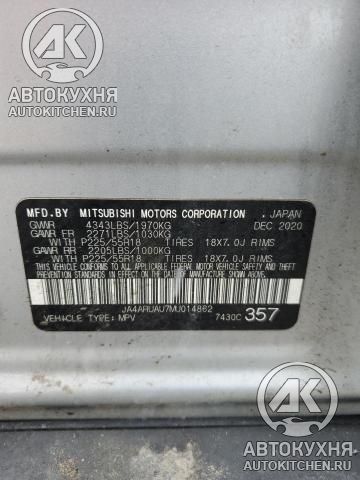 АК
АВТОКУХНЯ
AUTOKITCHEN.RU
MFD.BY MITSUBISHI MOTORS CORPORATION . JAPAN
GVWR 4343LBS/1970KG DEC 2020
GAWR FR 2271LBS/1030KG
WITH P225/55R18 TIRES 18X7.0J RIMS
GAWR RR 2205LBS/1000KG
WITH P225/55R18 TIRES 18X7.0J RIMS
THIS VEHICLE CONFORMS TO ALL APPLICABLE
FEDERAL MOTOR VEHICLE SAFETY AND THEFT
PREVENTION STANDARDS IN EFFECT ON THE
DATE OF MANUFACTURE SHOWN ABOVE.
JA4ARUAU7MU014862
VEHICLE TYPE: MPV 7430C 357
АК
АВТОКУХНЯ
AUTOKITCHEN.RU